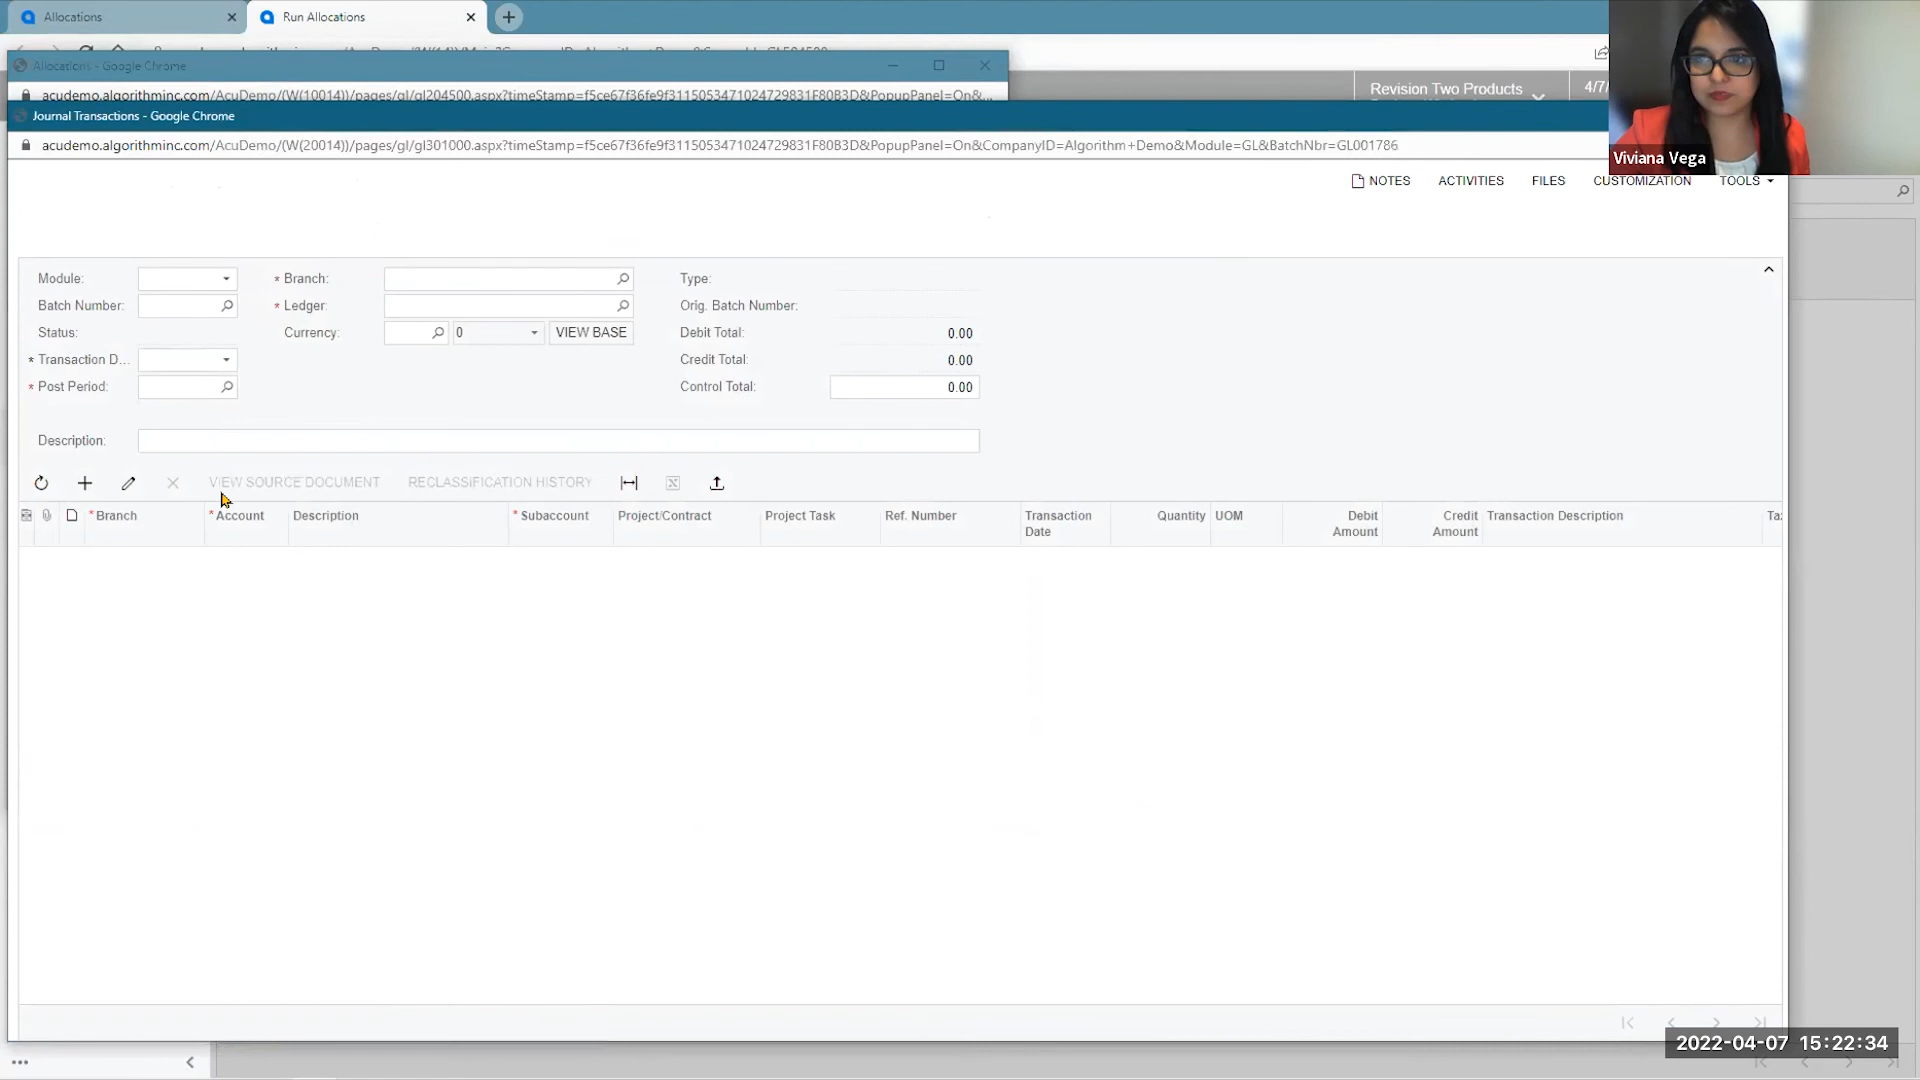 Allocations
Run Allocations
Allocations - Google Chrome
acudemo.algorithminc.com/AcuDemo/(W(10014))/pages/gl/gl204500.aspx?timeStamp=f5ce67f36fe9f3115053471024729831F80B3D&PopupPanel=On&...
Revision Two Products
4/7/
Journal Transactions - Google Chrome
acudemo.algorithminc.com/AcuDemo/(W(20014))/pages/gl/gl301000.aspx?timeStamp=f5ce67f36fe9f3115053471024729831F80B3D&PopupPanel=On&CompanyID=Algorithm+Demo&Module=GL&BatchNbr=GL001786
Viviana Vega
NOTES ACTIVITIES FILES CUSTOMIZATION TOOLS
Module: * Branch: Type:
Batch Number: * Ledger: Orig. Batch Number:
Status: Currency: 0 VIEW BASE Debit Total: 0.00
* Transaction D... Credit Total: 0.00
* Post Period: Control Total: 0.00
Description:
VIEW SOURCE DOCUMENT RECLASSIFICATION HISTORY
* Branch * Account Description * Subaccount Project/Contract Project Task Ref. Number Transaction Date Quantity UOM Debit Amount Credit Amount Transaction Description Ta
2022-04-07 15:22:34